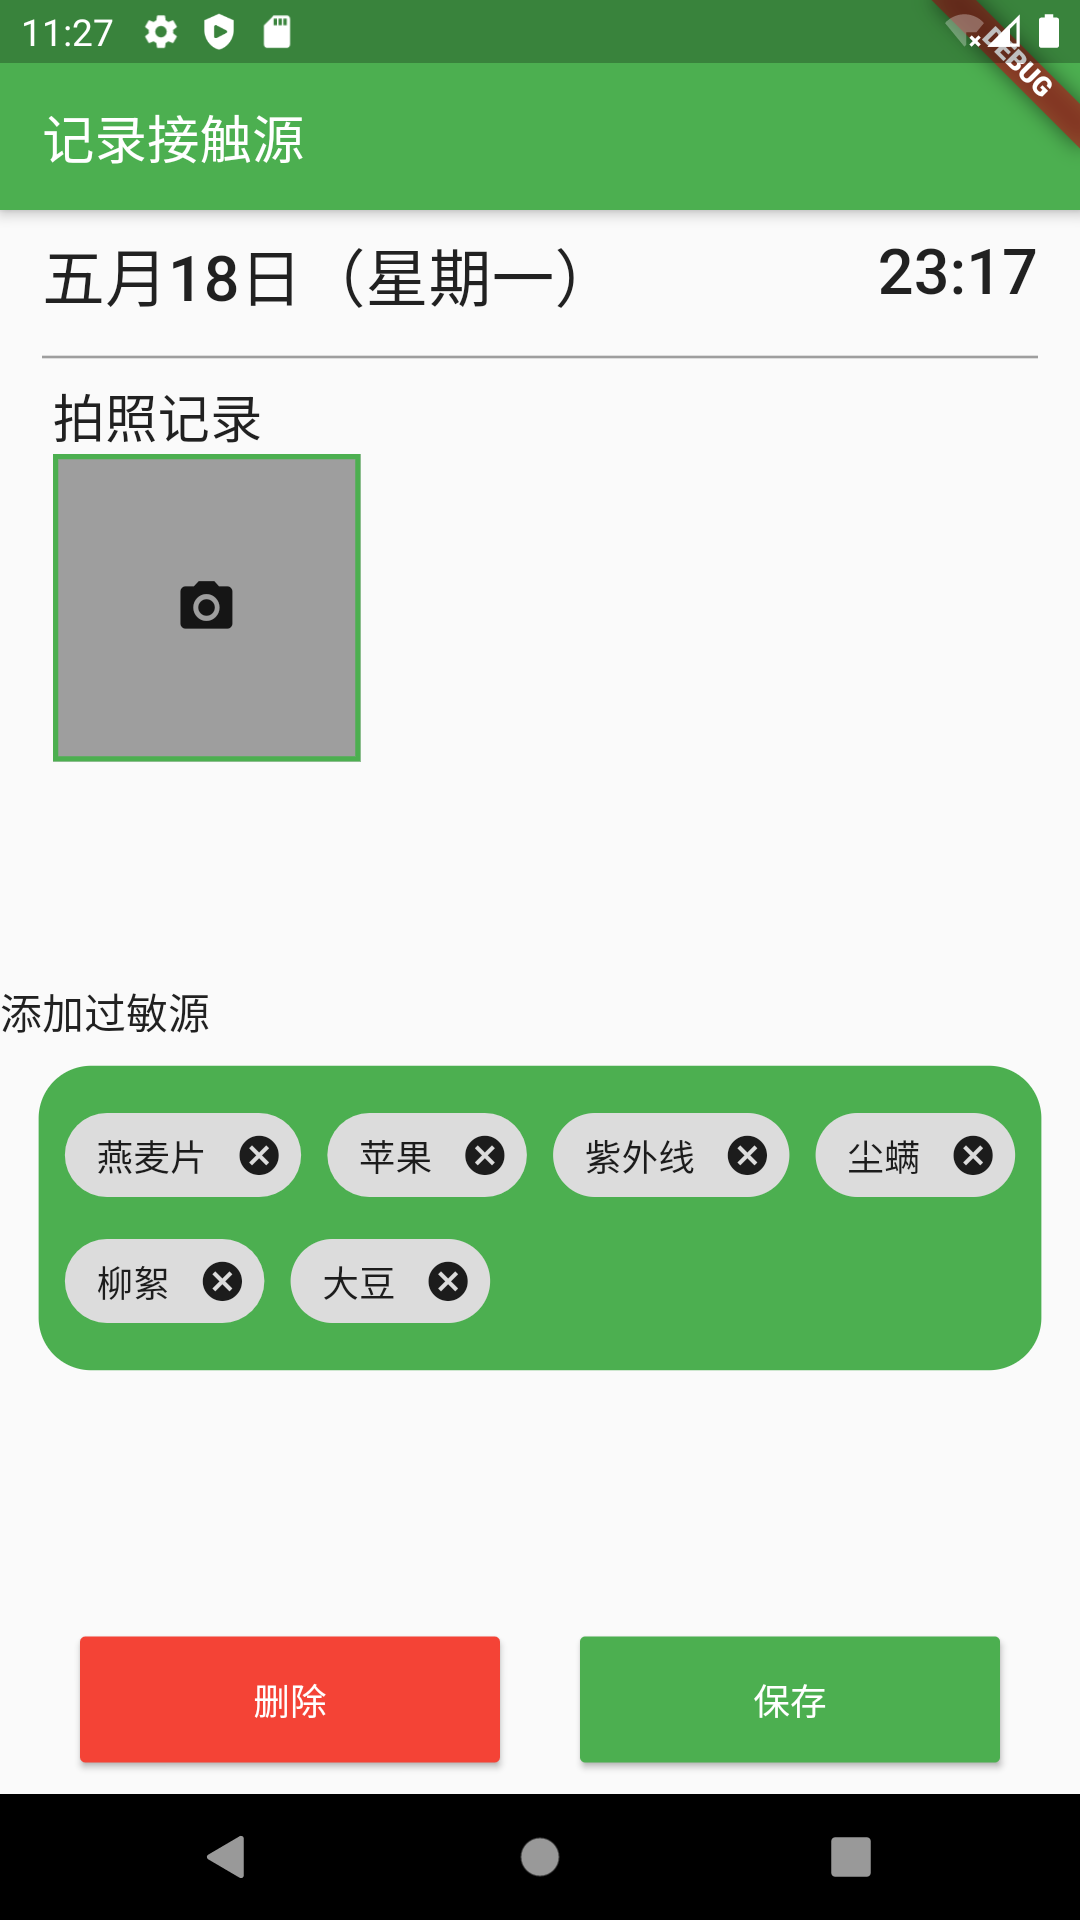 11:27
DEBUG
记录接触源
五月18日（星期一） 23:17
拍照记录
添加过敏源
燕麦片 苹果 紫外线 尘螨
柳絮 大豆
删除 保存